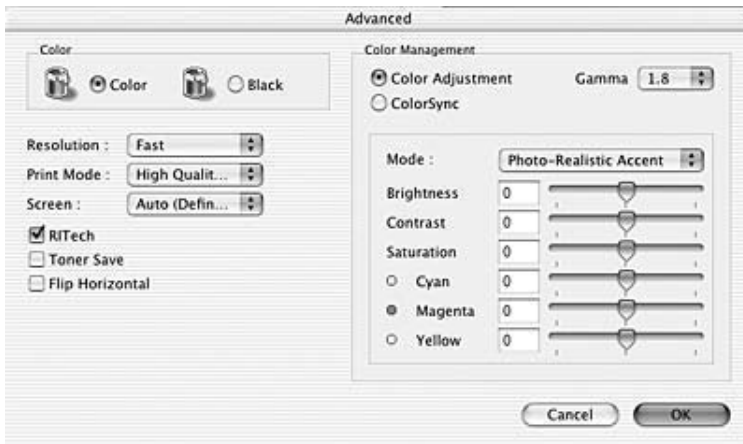 Advanced
Color
Color
Black
Resolution :
Fast
Print Mode :
High Qualit...
Screen :
Auto (Defin...
RITech
Toner Save
Flip Horizontal
Color Management
Color Adjustment
Gamma
1.8
ColorSync
Mode :
Photo-Realistic Accent
Brightness
0
Contrast
0
Saturation
0
Cyan
0
Magenta
0
Yellow
0
Cancel
OK